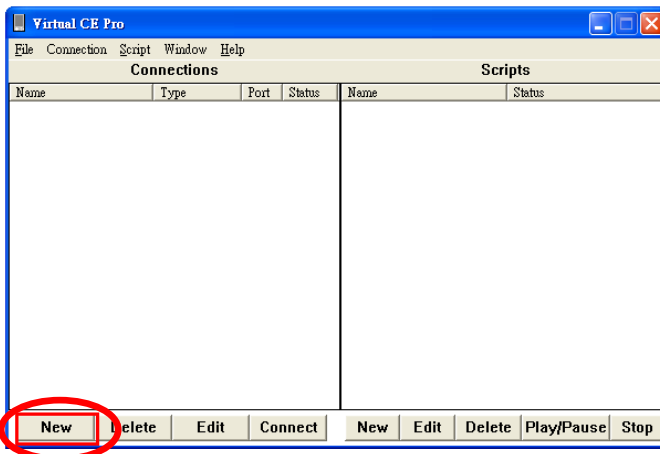 Virtual CE Pro
File Connection Script Window Help
Connections Scripts
Name Type Port Status Name Status
New Delete Edit Connect New Edit Delete Play/Pause Stop